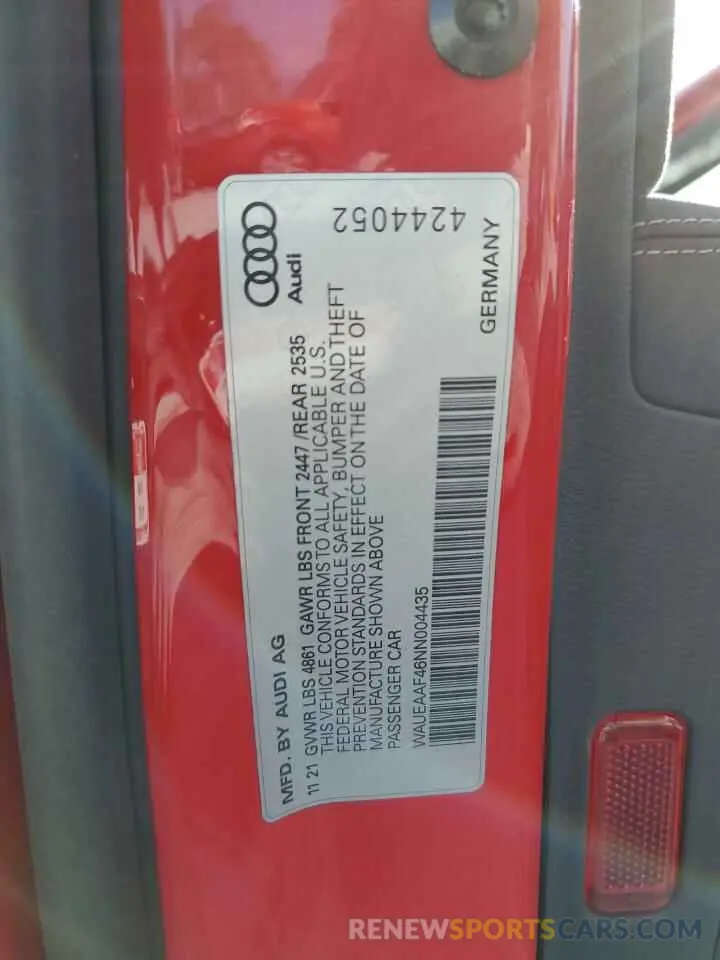 MFD. BY AUDI AG
Audi
11 21 GVWR LBS 4861 GAWR LBS FRONT 2447 /REAR 2535
THIS VEHICLE CONFORMS TO ALL APPLICABLE U.S.
FEDERAL MOTOR VEHICLE SAFETY, BUMPER AND THEFT
PREVENTION STANDARDS IN EFFECT ON THE DATE OF
MANUFACTURE SHOWN ABOVE
PASSENGER CAR
WAUEAAF46NN004435
GERMANY
4244052
RENEWSPORTSCARS.COM